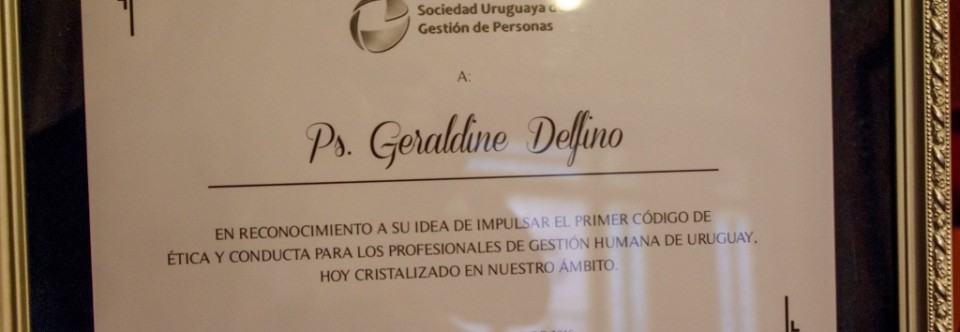 Sociedad Uruguaya
Gestión de Personas
A:
Ps. Geraldine Delfino
EN RECONOCIMIENTO A SU IDEA DE IMPULSAR EL PRIMER CÓDIGO DE
ÉTICA Y CONDUCTA PARA LOS PROFESIONALES DE GESTIÓN HUMANA DE URUGUAY,
HOY CRISTALIZADO EN NUESTRO ÁMBITO.